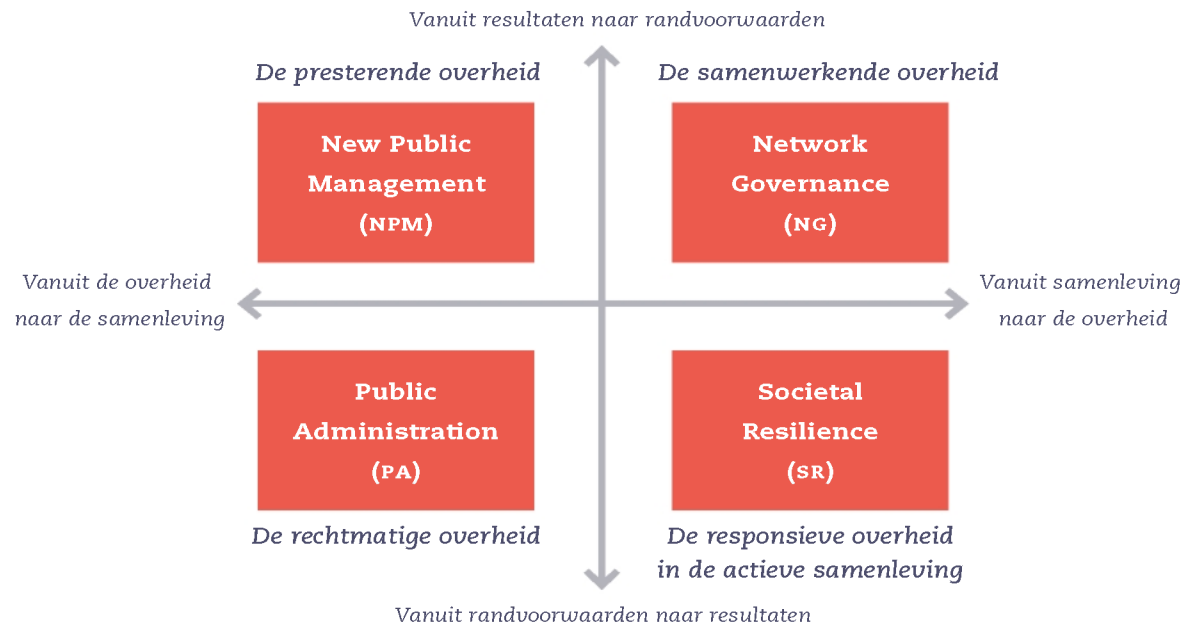 Vanuit resultaten naar randvoorwaarden
De presterende overheid
De samenwerkende overheid
New Public
Management
(NPM)
Network
Governance
(NG)
Vanuit de overheid
naar de samenleving
Vanuit samenleving
naar de overheid
Public
Administration
(PA)
Societal
Resilience
(SR)
De rechtmatige overheid
De responsieve overheid
in de actieve samenleving
Vanuit randvoorwaarden naar resultaten